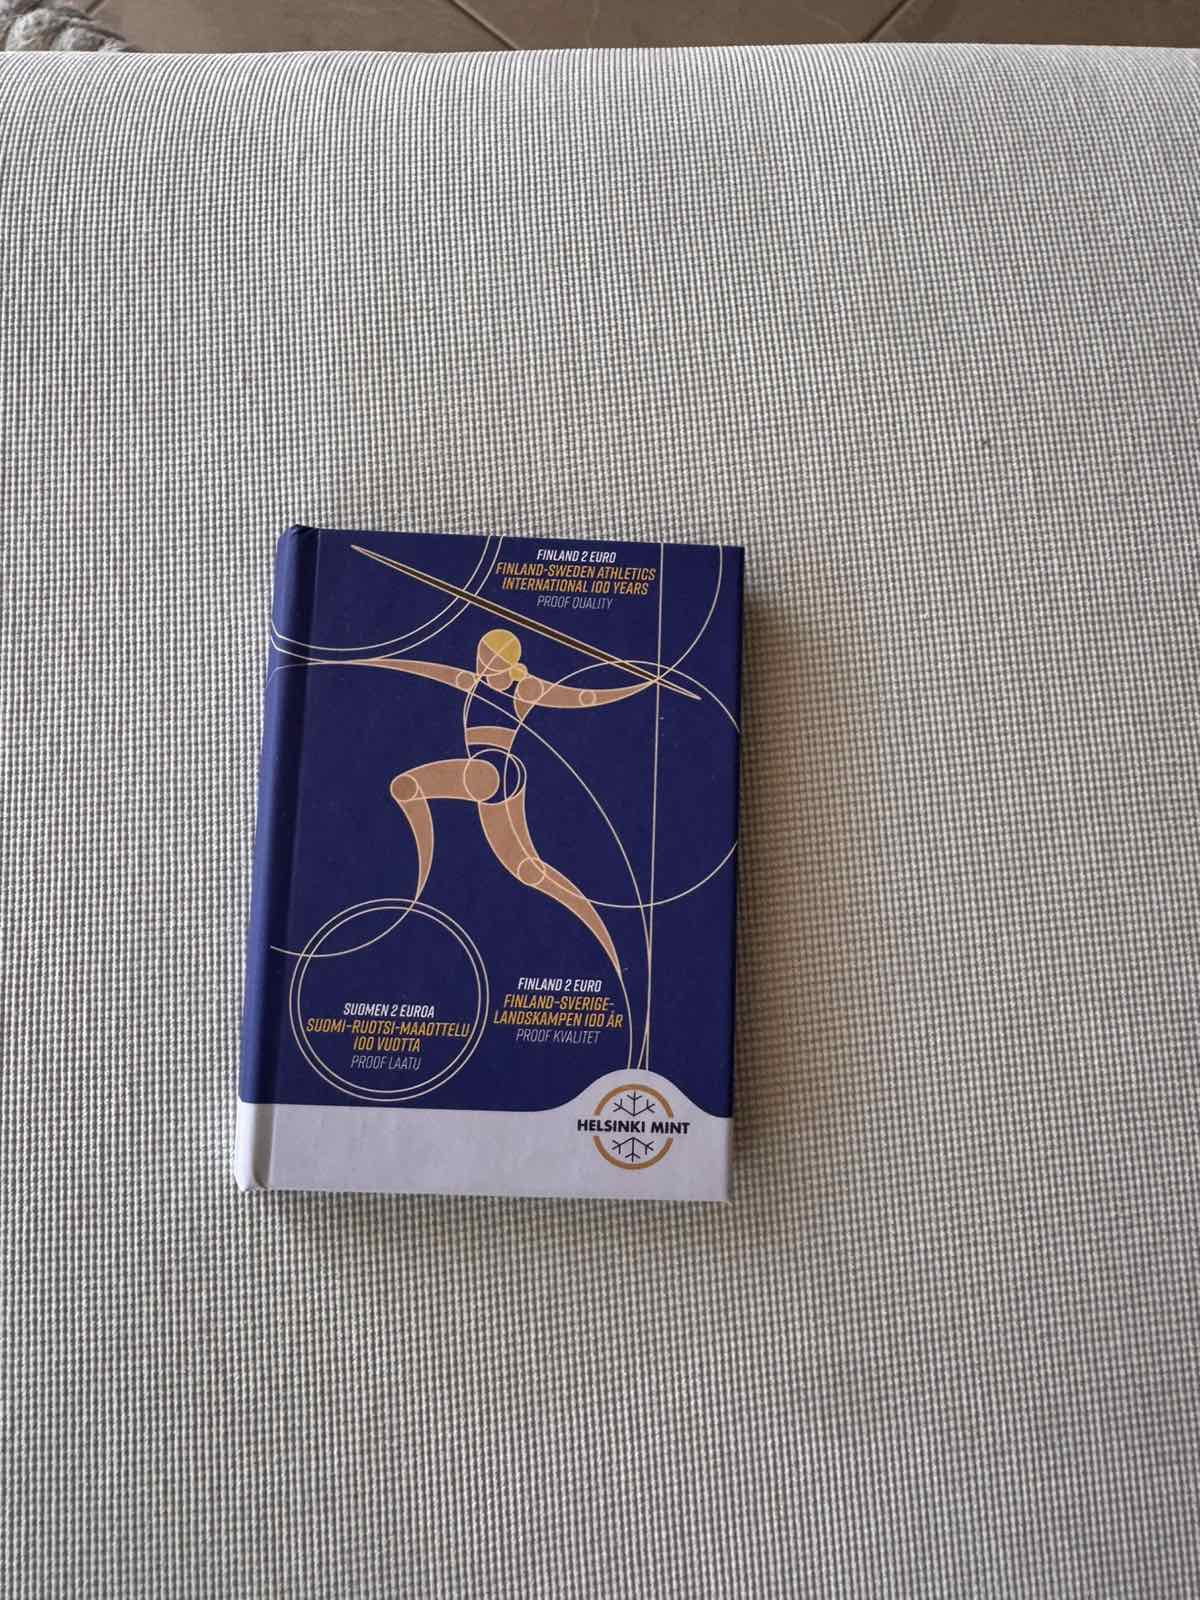 FINLAND 2 EURO
FINLAND-SWEDEN ATHLETICS
INTERNATIONAL 100 YEARS
PROOF QUALITY
SUOMEN 2 EUROA
SUOMI-RUOTSI-MAAOTTELU
100 VUOTTA
PROOF LAATU
FINLAND 2 EURO
FINLAND-SVERIGE-
LANDSKAMPEN 100 ÅR
PROOF KVALITET
HELSINKI MINT